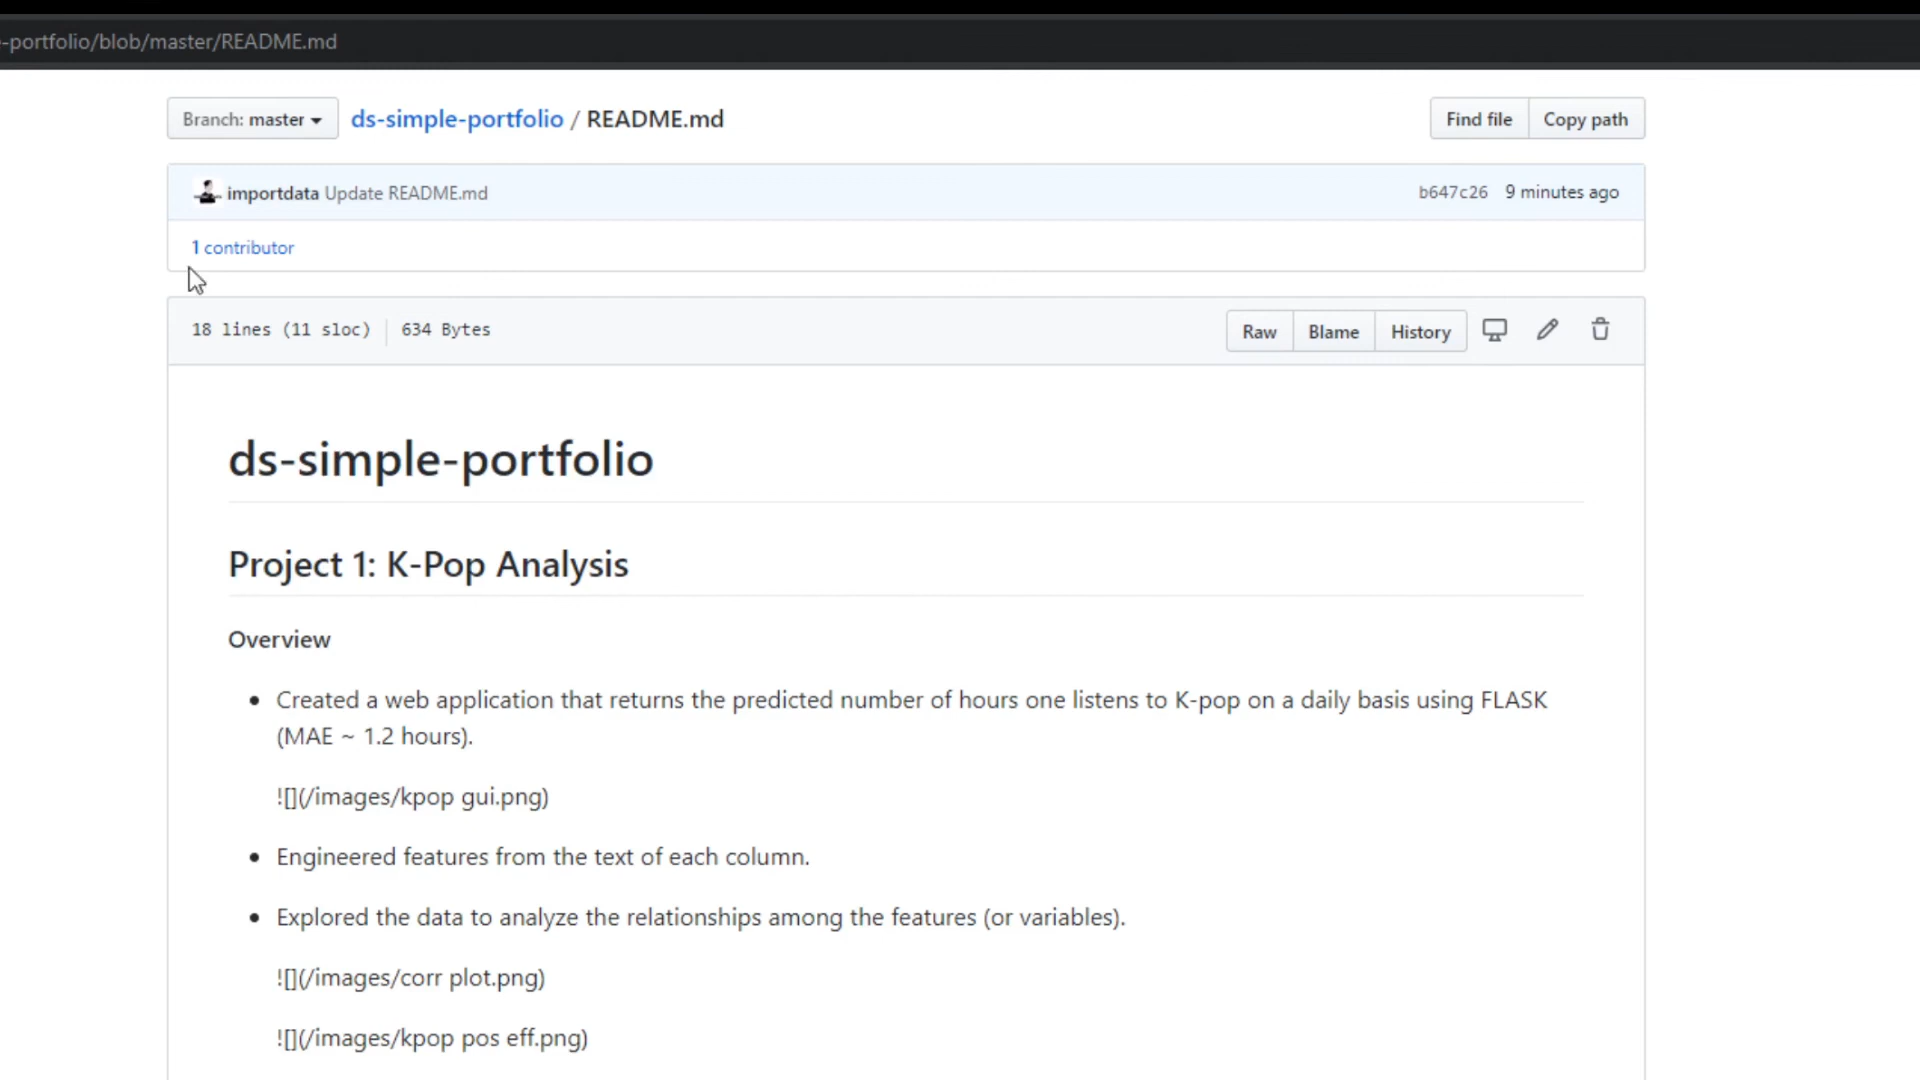 -portfolio/blob/master/README.md
Branch: master ds-simple-portfolio / README.md Find file Copy path
importdata Update README.md b647c26 9 minutes ago
1 contributor
18 lines (11 sloc) 634 Bytes Raw Blame History
ds-simple-portfolio
Project 1: K-Pop Analysis
Overview
• Created a web application that returns the predicted number of hours one listens to K-pop on a daily basis using FLASK
(MAE ~ 1.2 hours).
![](/images/kpop gui.png)
• Engineered features from the text of each column.
• Explored the data to analyze the relationships among the features (or variables).
![](/images/corr plot.png)
![](/images/kpop pos eff.png)